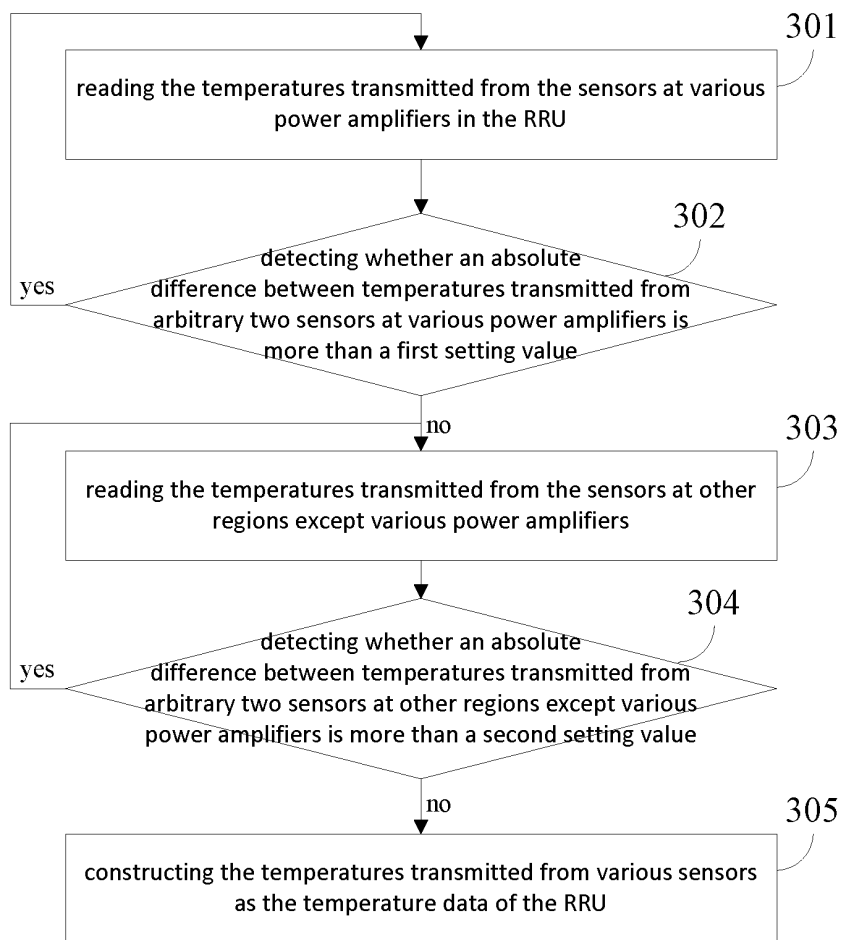 301
reading the temperatures transmitted from the sensors at various
power amplifiers in the RRU
302
detecting whether an absolute
difference between temperatures transmitted from
arbitrary two sensors at various power amplifiers is
more than a first setting value
yes
no
303
reading the temperatures transmitted from the sensors at other
regions except various power amplifiers
304
detecting whether an absolute
difference between temperatures transmitted from
arbitrary two sensors at other regions except various
power amplifiers is more than a second setting value
yes
no
305
constructing the temperatures transmitted from various sensors
as the temperature data of the RRU